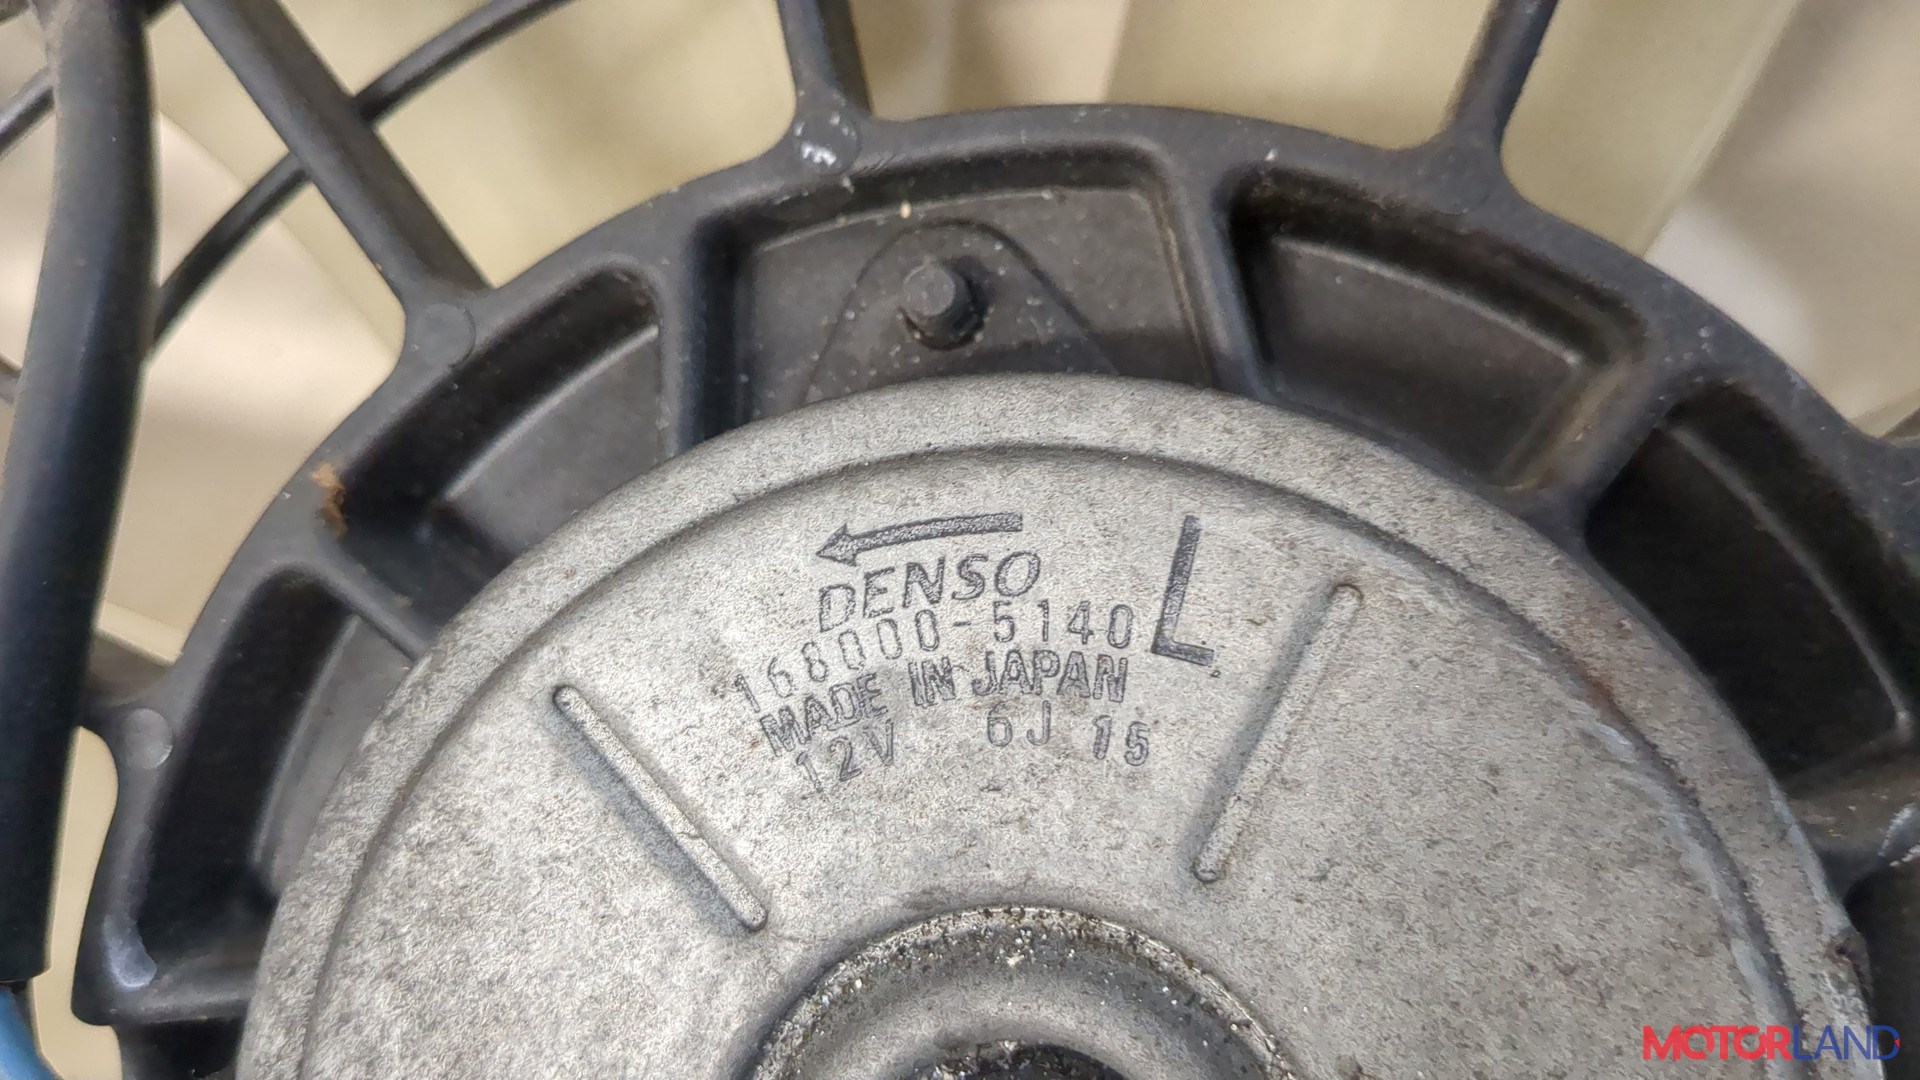 DENSO
168000-5140 L
MADE IN JAPAN
12V 6J 15
MOTORLAND